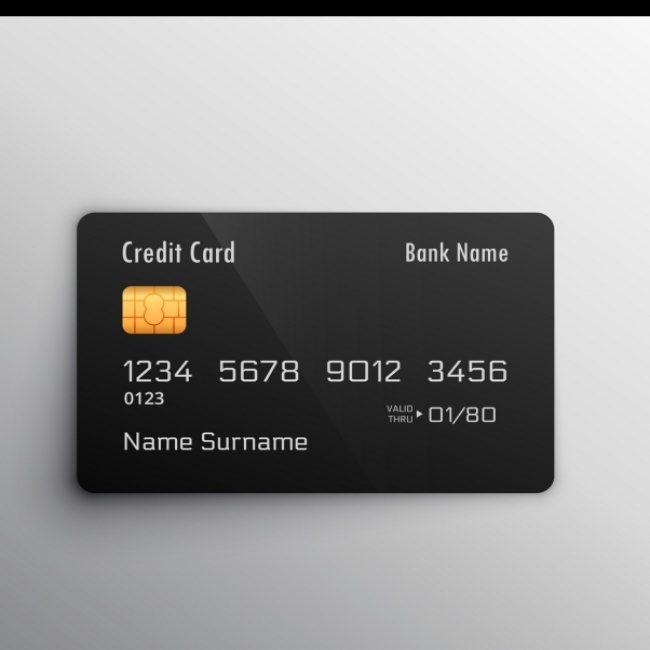 Credit Card Bank Name
1234 5678 9012 3456
0123
VALID THRU 01/80
Name Surname